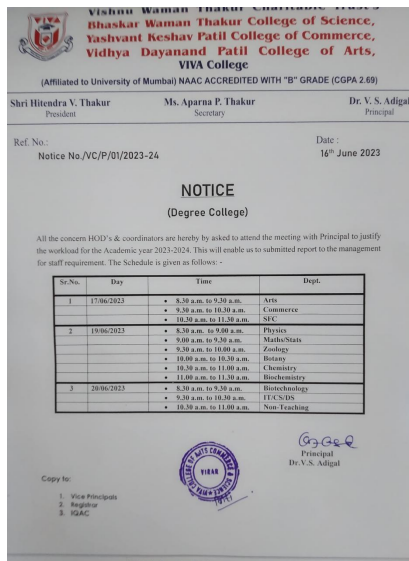 Vishnu Waman Thakur Charitable Trust's
Bhaskar Waman Thakur College of Science,
Yashvant Keshav Patil College of Commerce,
Vidhya Dayanand Patil College of Arts,
VIVA College
(Affiliated to University of Mumbai) NAAC ACCREDITED WITH "B" GRADE (CGPA 2.69)
Shri Hitendra V. Thakur Ms. Aparna P. Thakur Dr. V. S. Adigal
President Secretary Principal
Ref. No.: Date :
Notice No./VC/P/01/2023-24 16th June 2023
NOTICE
(Degree College)
All the concern HOD's & coordinators are hereby by asked to attend the meeting with Principal to justify
the workload for the Academic year 2023-2024. This will enable us to submitted report to the management
for staff requirement. The Schedule is given as follows: -
Sr.No. Day Time Dept.
1 17/06/2023 • 8.30 a.m. to 9.30 a.m. Arts
• 9.30 a.m. to 10.30 a.m. Commerce
• 10.30 a.m. to 11.30 a.m. SFC
2 19/06/2023 • 8.30 a.m. to 9.00 a.m. Physics
• 9.00 a.m. to 9.30 a.m. Maths/Stats
• 9.30 a.m. to 10.00 a.m. Zoology
• 10.00 a.m. to 10.30 a.m. Botany
• 10.30 a.m. to 11.00 a.m. Chemistry
• 11.00 a.m. to 11.30 a.m. Biochemistry
3 20/06/2023 • 8.30 a.m. to 9.30 a.m. Biotechnology
• 9.30 a.m. to 10.30 a.m. IT/CS/DS
• 10.30 a.m. to 11.00 a.m. Non-Teaching
Principal
Dr.V.S. Adigal
VIRAR
Copy to:
1. Vice Principals
2. Registrar
3. IQAC